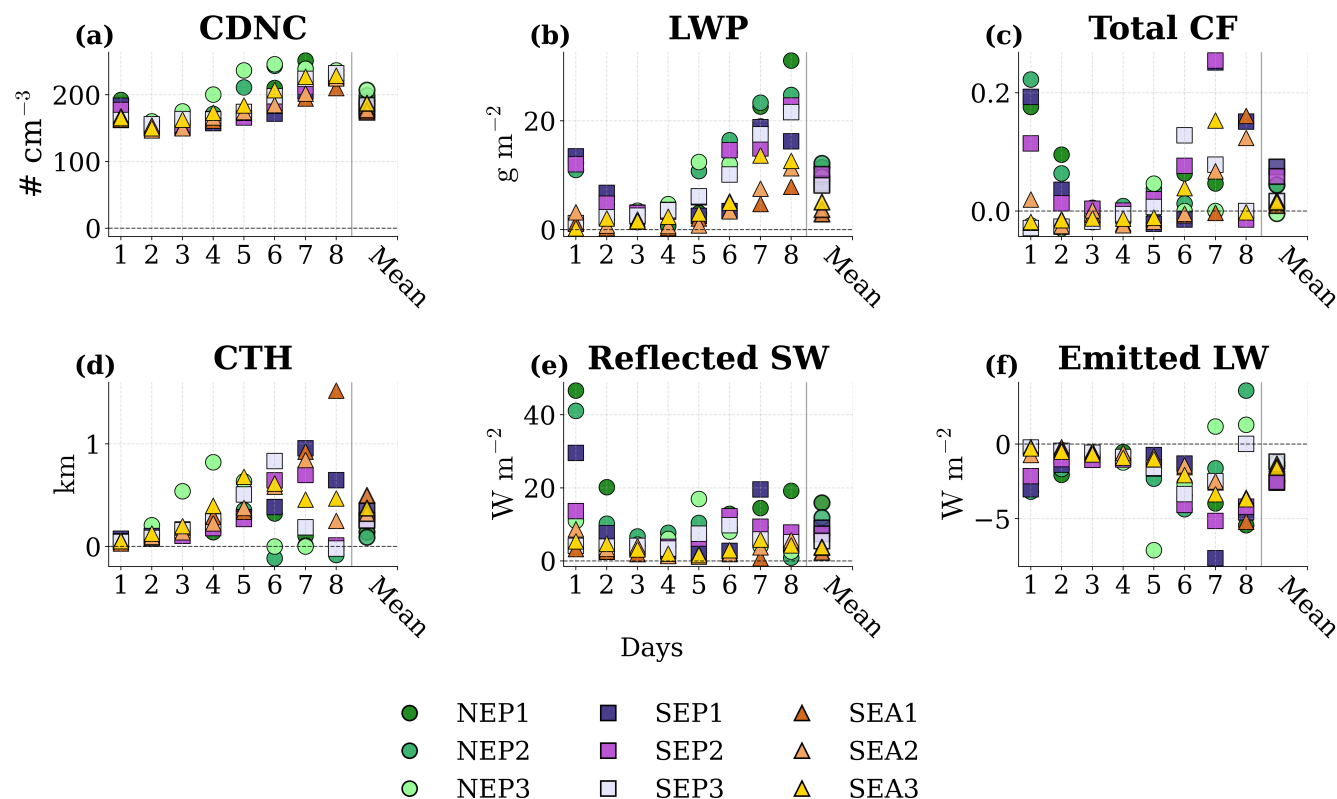 (a) CDNC
# cm−3
200
100
0
1 2 3 4 5 6 7 8 Mean
(b) LWP
g m−2
20
0
1 2 3 4 5 6 7 8 Mean
(c) Total CF
0.2
0.0
1 2 3 4 5 6 7 8 Mean
(d) CTH
km
1
0
1 2 3 4 5 6 7 8 Mean
(e) Reflected SW
W m−2
40
20
0
1 2 3 4 5 6 7 8 Mean
(f) Emitted LW
W m−2
0
−5
1 2 3 4 5 6 7 8 Mean
Days
NEP1 SEP1 SEA1
NEP2 SEP2 SEA2
NEP3 SEP3 SEA3